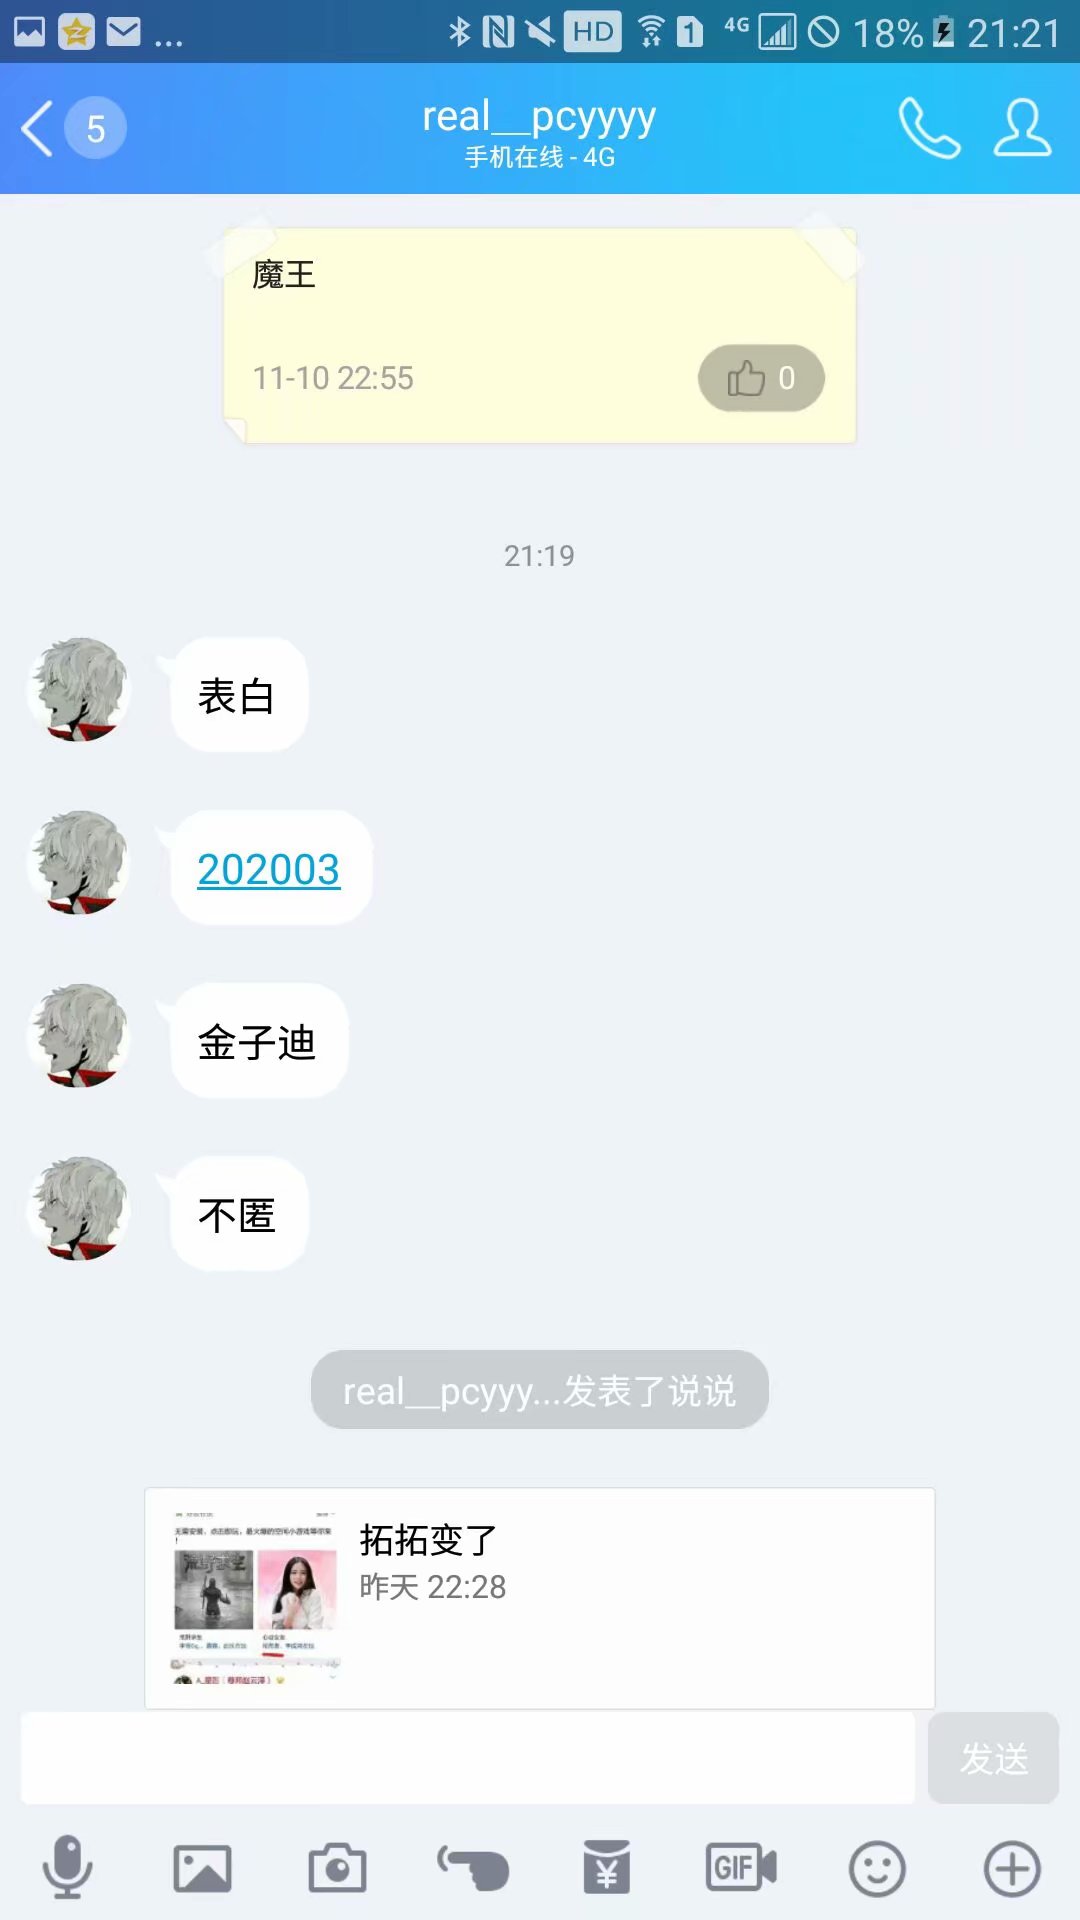 ... HD 1 4G 18% 21:21
5
real__pcyyyy
手机在线 - 4G
魔王
11-10 22:55
0
21:19
表白
202003
金子迪
不匿
real__pcyyy...发表了说说
拓拓变了
昨天 22:28
发送
GIF